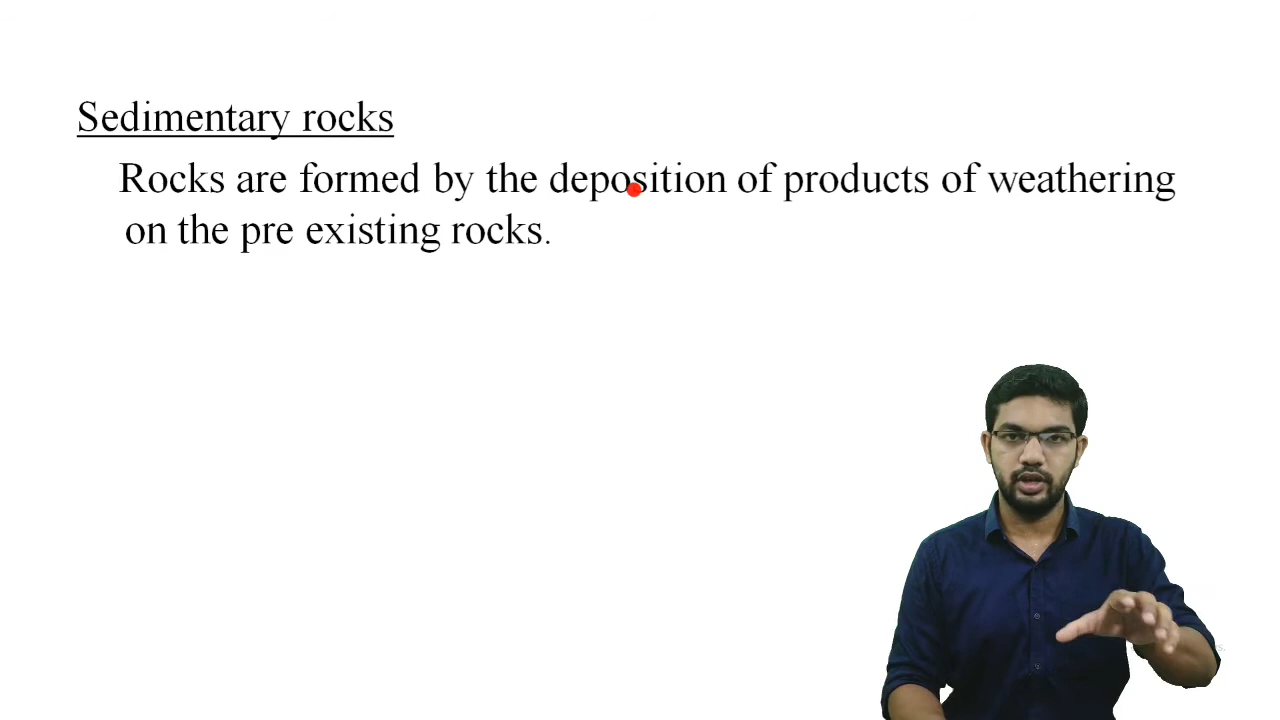 Sedimentary rocks
Rocks are formed by the deposition of products of weathering
on the pre existing rocks.